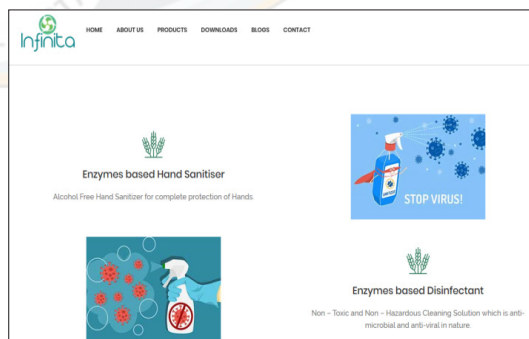 Infinita
HOME ABOUT US PRODUCTS DOWNLOADS BLOGS CONTACT
Enzymes based Hand Sanitiser
Alcohol Free Hand Sanitizer for complete protection of Hands.
STOP VIRUS!
Enzymes based Disinfectant
Non – Toxic and Non – Hazardous Cleaning Solution which is anti-
microbial and anti-viral in nature.